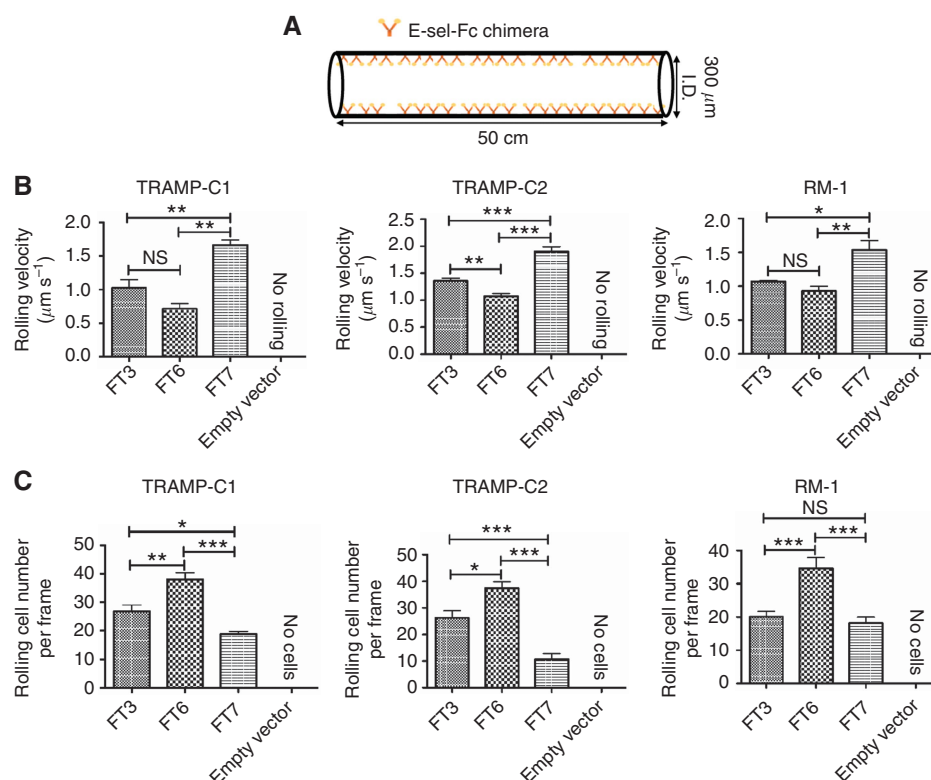 A
E-sel-Fc chimera
300 μm
I.D.
50 cm
B
TRAMP-C1
Rolling velocity
(μm s⁻¹)
2.0
1.5
1.0
0.5
0.0
**
**
NS
No rolling
FT3
FT6
FT7
Empty vector
TRAMP-C2
Rolling velocity
(μm s⁻¹)
2.5
2.0
1.5
1.0
0.5
0.0
***
***
**
No rolling
FT3
FT6
FT7
Empty vector
RM-1
Rolling velocity
(μm s⁻¹)
2.0
1.5
1.0
0.5
0.0
*
**
NS
No rolling
FT3
FT6
FT7
Empty vector
C
TRAMP-C1
Rolling cell number
per frame
50
40
30
20
10
0
*
**
***
No cells
FT3
FT6
FT7
Empty vector
TRAMP-C2
Rolling cell number
per frame
50
40
30
20
10
0
***
***
*
No cells
FT3
FT6
FT7
Empty vector
RM-1
Rolling cell number
per frame
40
30
20
10
0
NS
***
***
No cells
FT3
FT6
FT7
Empty vector